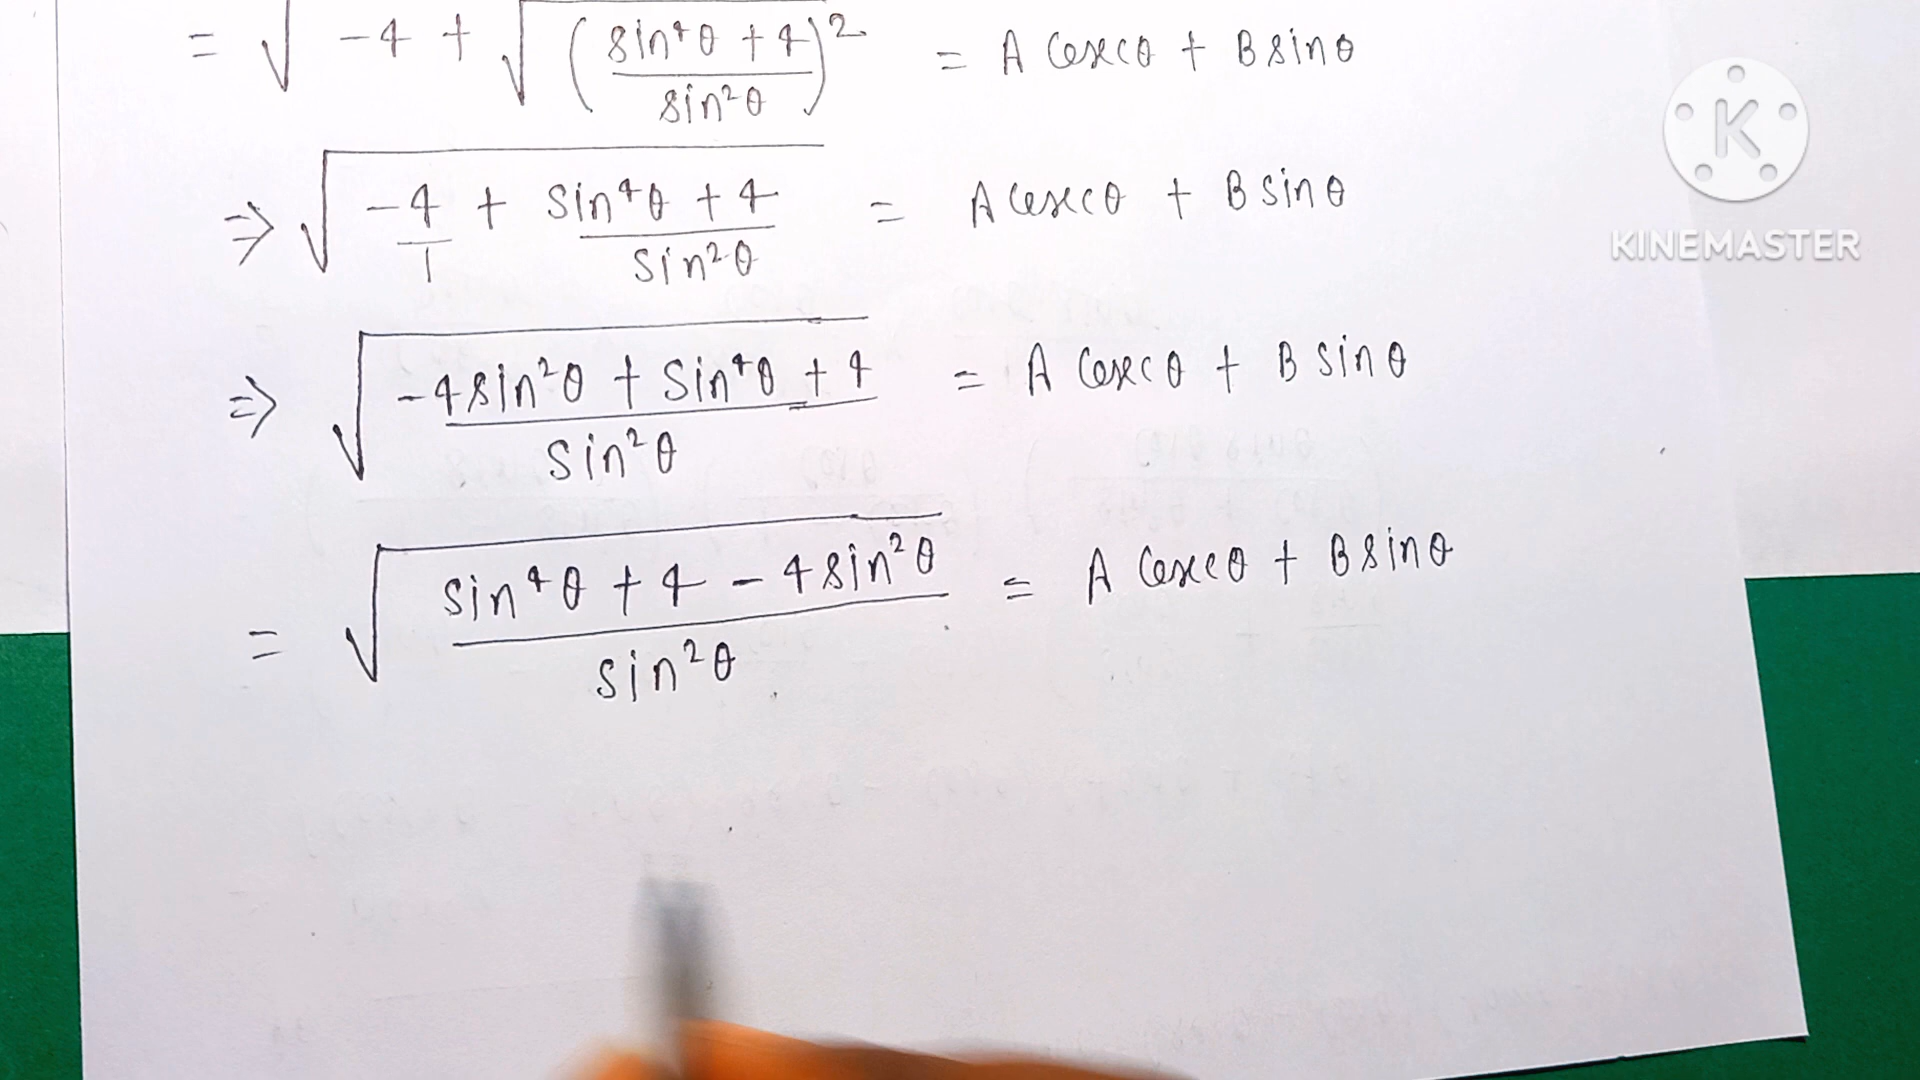 = √ -4 + √ (sin⁴θ + 4 / sin²θ)² = A cosecθ + B sinθ
K
⇒ √ -4/1 + sin⁴θ + 4 / sin²θ = A cosecθ + B sinθ
KINEMASTER
⇒ √ -4sin²θ + sin⁴θ + 4 / sin²θ = A cosecθ + B sinθ
= √ sin⁴θ + 4 - 4sin²θ / sin²θ = A cosecθ + B sinθ